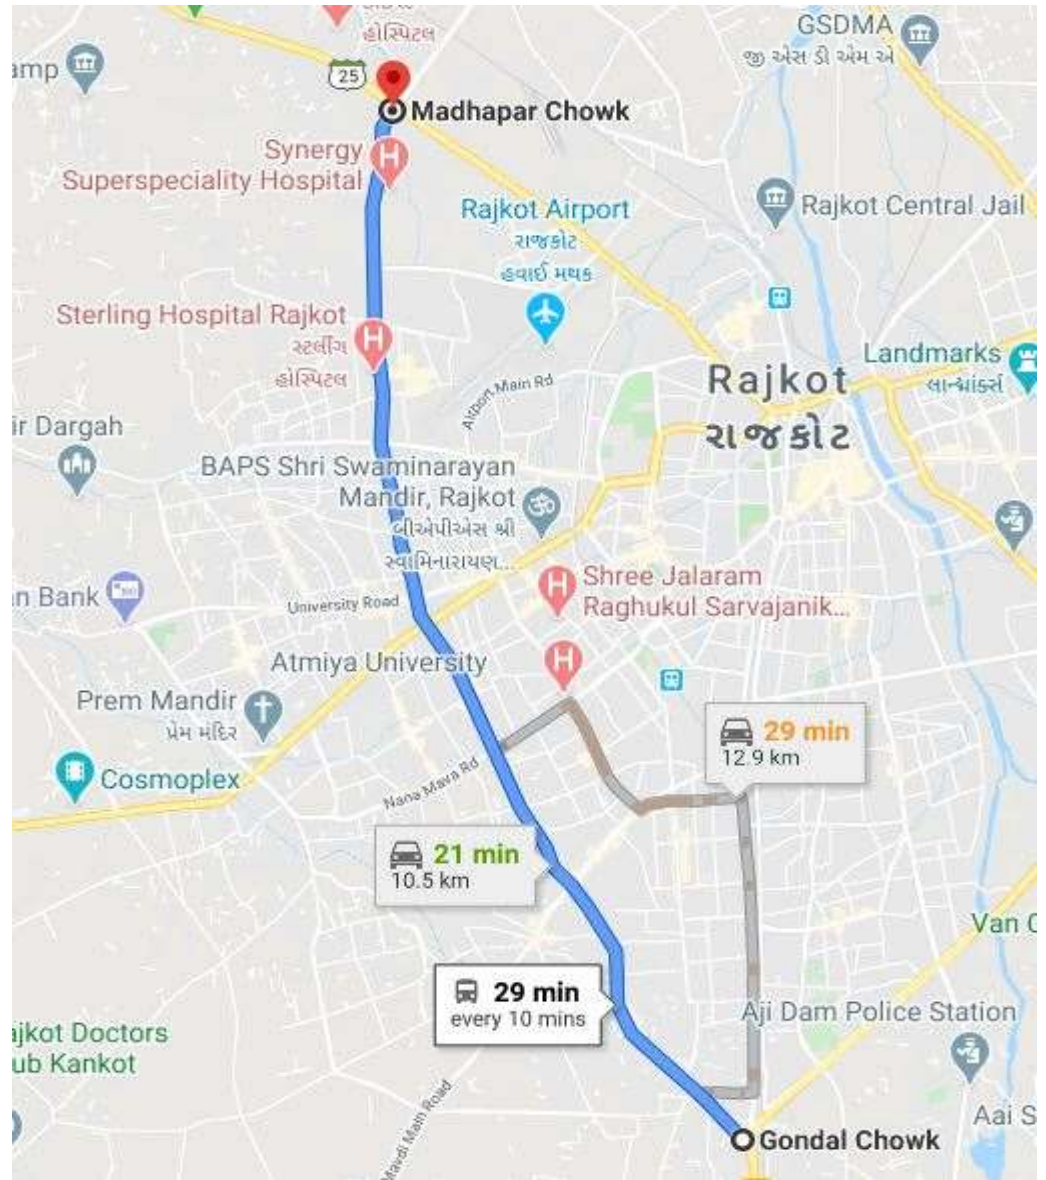 હોસ્પિટલ
GSDMA
જી એસ ડી એમ એ
amp
25
Madhapar Chowk
Synergy
Superspeciality Hospital
Rajkot Airport
રાજકોટ
હવાઈ મથક
Rajkot Central Jail
Sterling Hospital Rajkot
સ્ટર્લીંગ
હોસ્પિટલ
Landmarks
Airport Main Rd
Rajkot
રાજકોટ
ir Dargah
BAPS Shri Swaminarayan
Mandir, Rajkot
બીએપીએસ શ્રી
સ્વામિનારાયણ....
Shree Jalaram
Raghukul Sarvajanik...
n Bank
University Road
Atmiya University
Prem Mandir
પ્રેમ મંદિર
29 min
12.9 km
Cosmoplex
Nana Mava Rd
21 min
10.5 km
Van
29 min
every 10 mins
Aji Dam Police Station
ajkot Doctors
ub Kankot
Mavdi Main Road
Aai S
Gondal Chowk